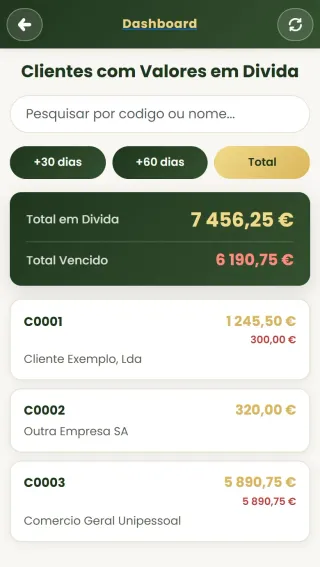 Dashboard
Clientes com Valores em Divida
Pesquisar por codigo ou nome...
+30 dias
+60 dias
Total
Total em Divida
7 456,25 €
Total Vencido
6 190,75 €
C0001
1 245,50 €
300,00 €
Cliente Exemplo, Lda
C0002
320,00 €
Outra Empresa SA
C0003
5 890,75 €
5 890,75 €
Comercio Geral Unipessoal